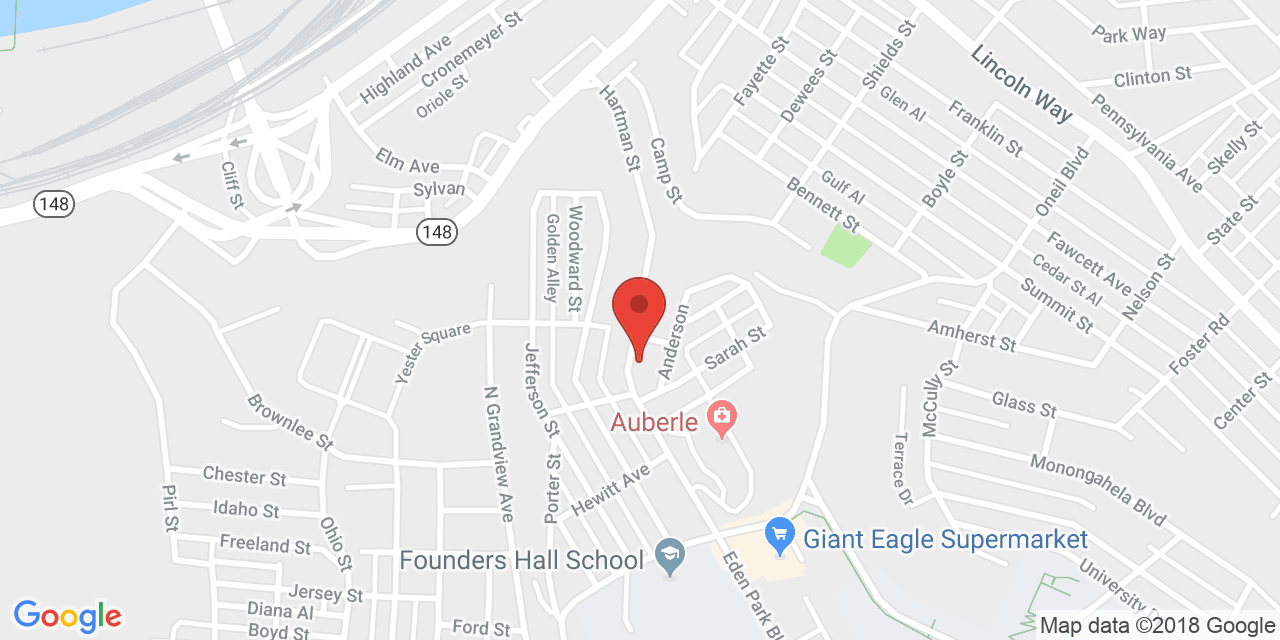 Park Way
Clinton St
Lincoln Way
Pennsylvania Ave
Skelly St
State St
Highland Ave
Cronemeyer St
Oriole St
Fayette St
Dewees St
Shields St
Glen Al
Franklin St
Hartman St
Camp St
Elm Ave
Sylvan
Cliff St
148
148
Gulf Al
Bennett St
Boyle St
Oneil Blvd
Woodward St
Golden Alley
Fawcett Ave
Cedar St Al
Summit St
Nelson St
Foster Rd
Center St
Amherst St
Anderson
Sarah St
Yester Square
Jefferson St
N Grandview Ave
Brownlee St
Auberle
McCully St
Glass St
Terrace Dr
Monongahela Blvd
Chester St
Idaho St
Pirl St
Freeland St
Ohio St
Porter St
Hewitt Ave
Founders Hall School
Giant Eagle Supermarket
Eden Park Bl
University D
Jersey St
Diana Al
Boyd St
Ford St
Google
Map data ©2018 Google